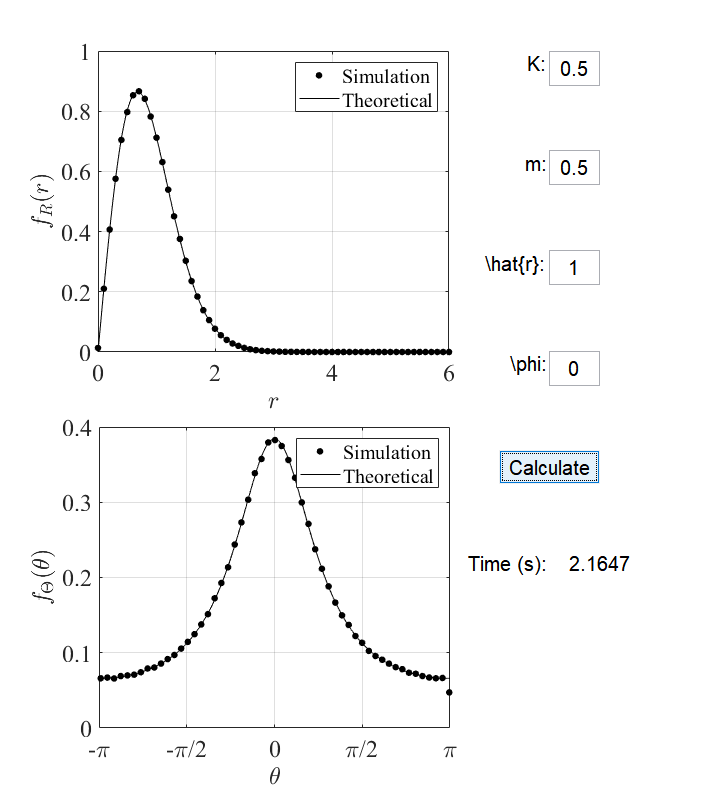 1
0.8
0.6
0.4
0.2
0
0 2 4 6
r
f_R(r)
Simulation
Theoretical
K: 0.5
m: 0.5
\hat{r}: 1
\phi: 0
Calculate
Time (s): 2.1647
0.4
0.3
0.2
0.1
0
-π -π/2 0 π/2 π
θ
f_Θ(θ)
Simulation
Theoretical